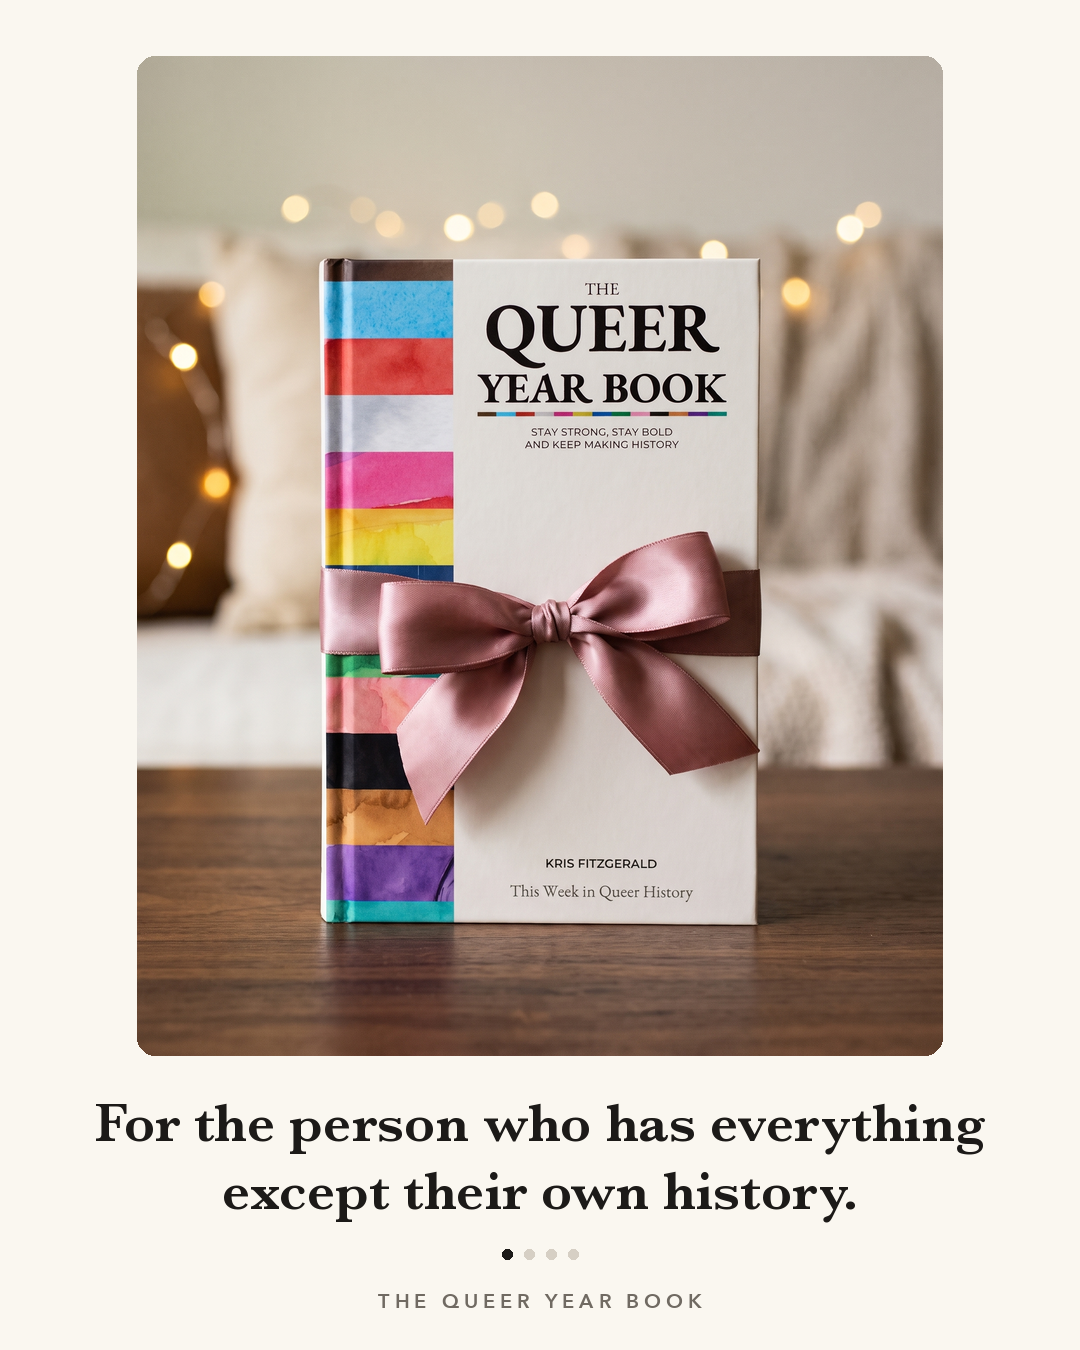 THE
QUEER
YEAR BOOK
STAY STRONG, STAY BOLD
AND KEEP MAKING HISTORY
KRIS FITZGERALD
This Week in Queer History
For the person who has everything
except their own history.
THE QUEER YEAR BOOK